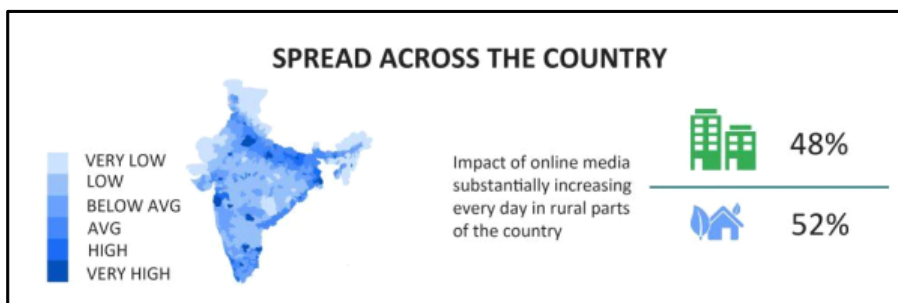 SPREAD ACROSS THE COUNTRY
VERY LOW
LOW
BELOW AVG
AVG
HIGH
VERY HIGH
Impact of online media
substantially increasing
every day in rural parts
of the country
48%
52%